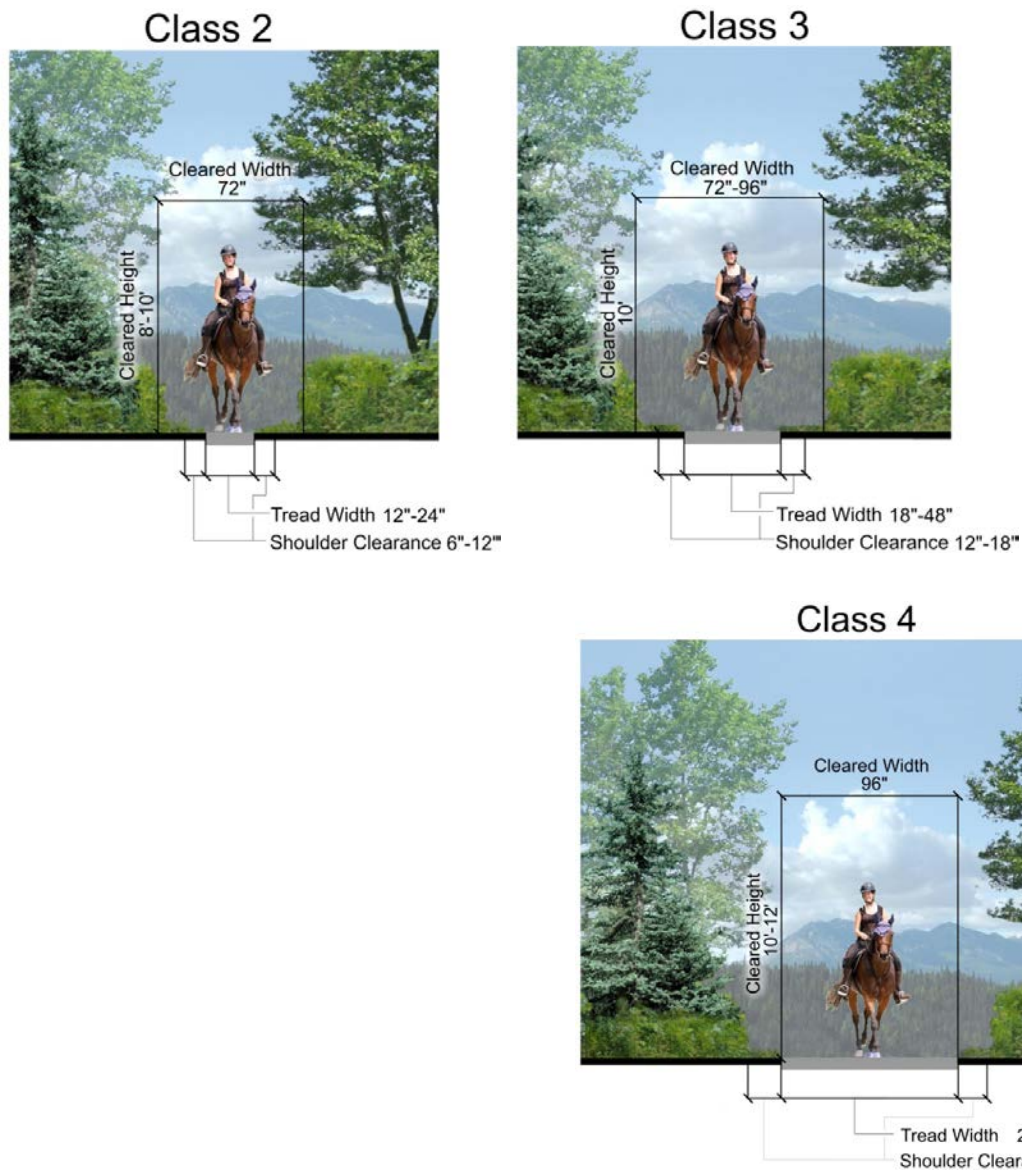 Class 2
Cleared Width
72"
Cleared Height
8'-10'
Tread Width 12"-24"
Shoulder Clearance 6"-12"
Class 3
Cleared Width
72"-96"
Cleared Height
10'
Tread Width 18"-48"
Shoulder Clearance 12"-18"
Class 4
Cleared Width
96"
Cleared Height
10'-12'
Tread Width 2
Shoulder